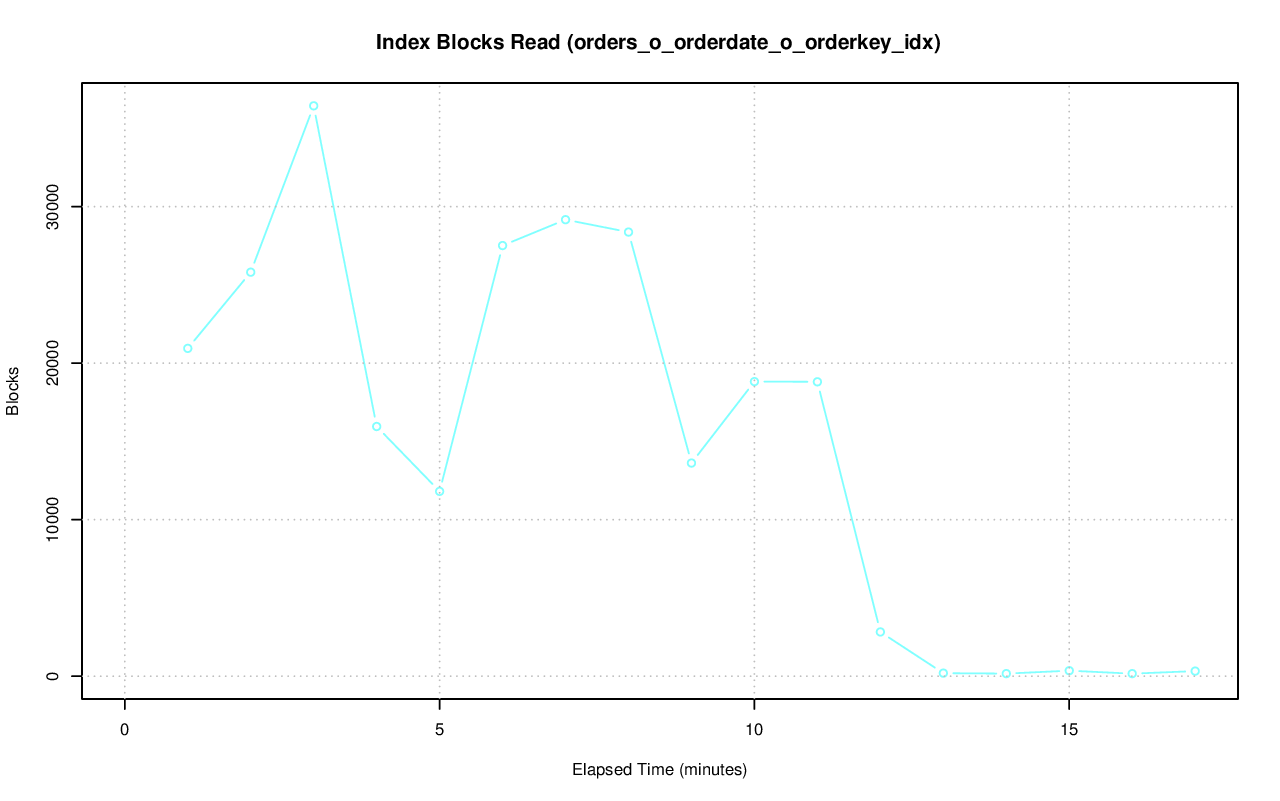 Index Blocks Read (orders_o_orderdate_o_orderkey_idx)
Blocks
30000
20000
10000
0
0 5 10 15
Elapsed Time (minutes)